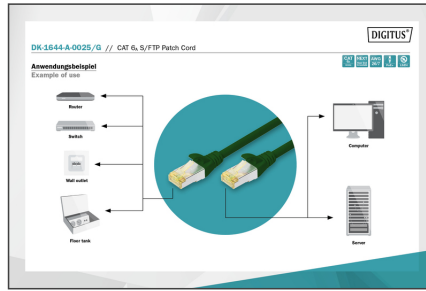 DIGITUS®
DK-1644-A-0025/G // CAT 6A S/FTP Patch Cord
Anwendungsbeispiel
Example of use
Router
Switch
Wall outlet
Floor tank
Computer
Server